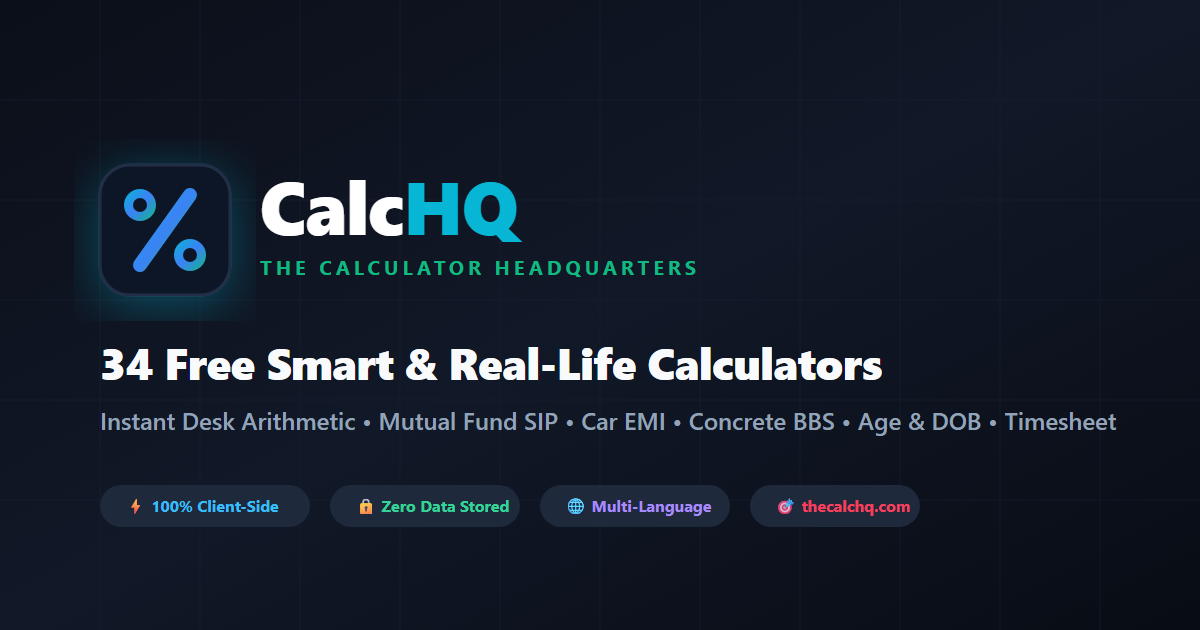 CalcHQ
THE CALCULATOR HEADQUARTERS
34 Free Smart & Real-Life Calculators
Instant Desk Arithmetic • Mutual Fund SIP • Car EMI • Concrete BBS • Age & DOB • Timesheet
100% Client-Side
Zero Data Stored
Multi-Language
thecalchq.com